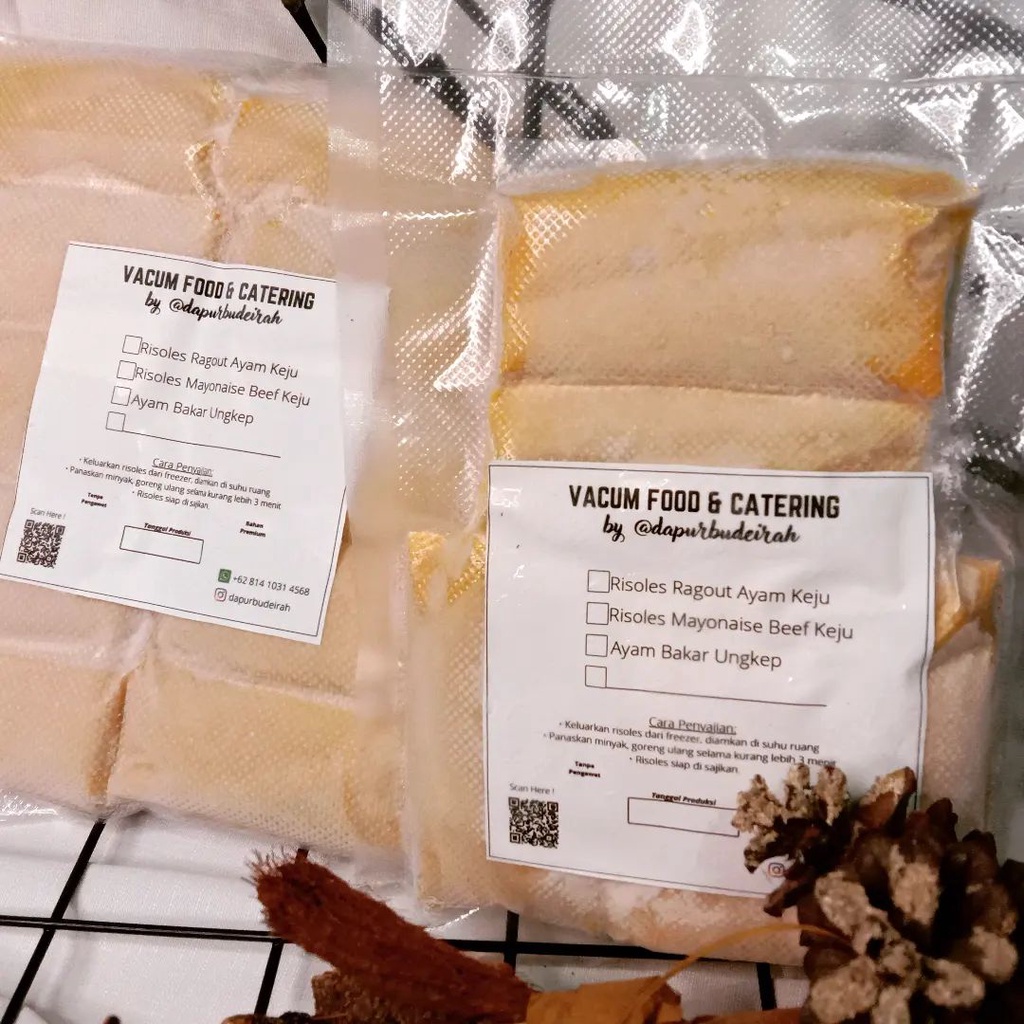 VACUM FOOD & CATERING
by @dapurbudeirah
Risoles Ragout Ayam Keju
Risoles Mayonaise Beef Keju
Ayam Bakar Ungkep
Cara Penyajian:
• Keluarkan risoles dari freezer, diamkan di suhu ruang
• Panaskan minyak, goreng ulang selama kurang lebih 3 menit
• Risoles siap di sajikan.
Tanpa
Pengawet
Bahan
Premium
Scan Here !
Tanggal Produksi
+62 814 1031 4568
dapurbudeirah
VACUM FOOD & CATERING
by @dapurbudeirah
Risoles Ragout Ayam Keju
Risoles Mayonaise Beef Keju
Ayam Bakar Ungkep
Cara Penyajian:
• Keluarkan risoles dari freezer, diamkan di suhu ruang
• Panaskan minyak, goreng ulang selama kurang lebih 3 menit
• Risoles siap di sajikan.
Tanpa
Pengawet
Scan Here !
Tanggal Produksi